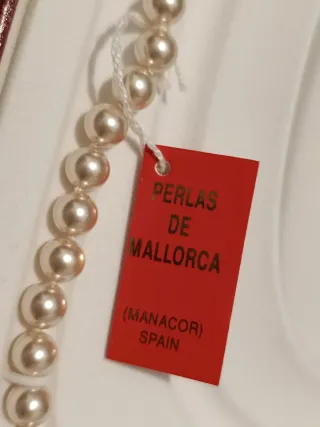 PERLAS
DE
MALLORCA
(MANACOR)
SPAIN